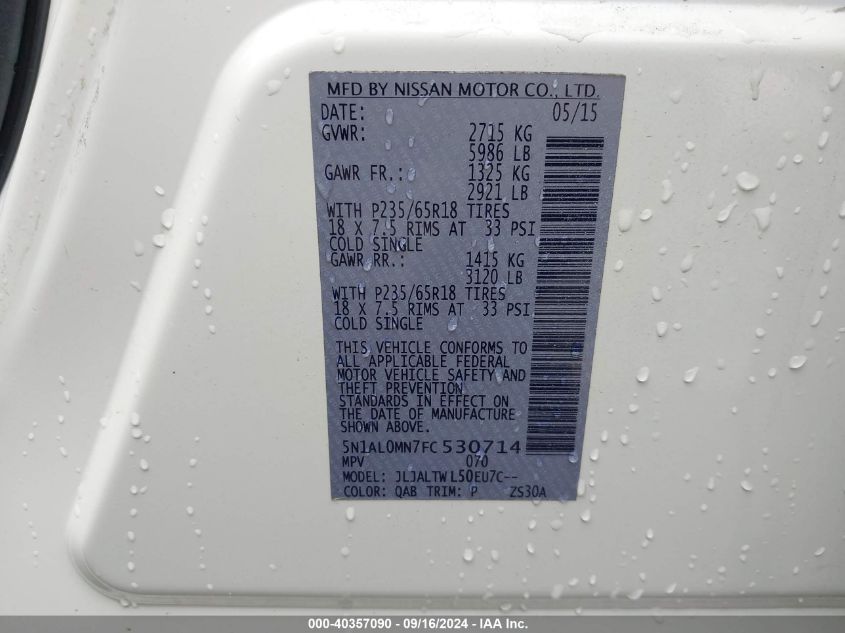 MFD BY NISSAN MOTOR CO., LTD.
DATE: 05/15
GVWR: 2715 KG
5986 LB
GAWR FR.: 1325 KG
2921 LB
WITH P235/65R18 TIRES
18 X 7.5 RIMS AT 33 PSI
COLD SINGLE
GAWR RR.: 1415 KG
3120 LB
WITH P235/65R18 TIRES
18 X 7.5 RIMS AT 33 PSI
COLD SINGLE
THIS VEHICLE CONFORMS TO
ALL APPLICABLE FEDERAL
MOTOR VEHICLE SAFETY AND
THEFT PREVENTION
STANDARDS IN EFFECT ON
THE DATE OF MANUFACTURE
SHOWN ABOVE.
5N1AL0MN7FC 530714
MPV 070
MODEL: JLJALTW L50EU7C--
COLOR: QAB TRIM: P ZS30A
000-40357090 - 09/16/2024 - IAA Inc.